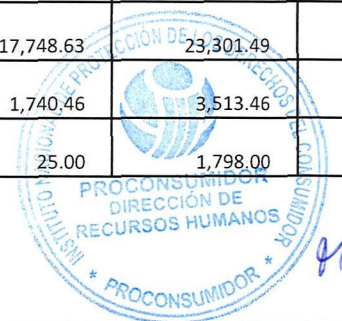 17,748.63 23,301.49
1,740.46 3,513.46
25.00 1,798.00
INSTITUTO NACIONAL DE PROTECCIÓN DE LOS DERECHOS DEL CONSUMIDOR
PROCONSUMIDOR
DIRECCIÓN DE
RECURSOS HUMANOS
* PROCONSUMIDOR *